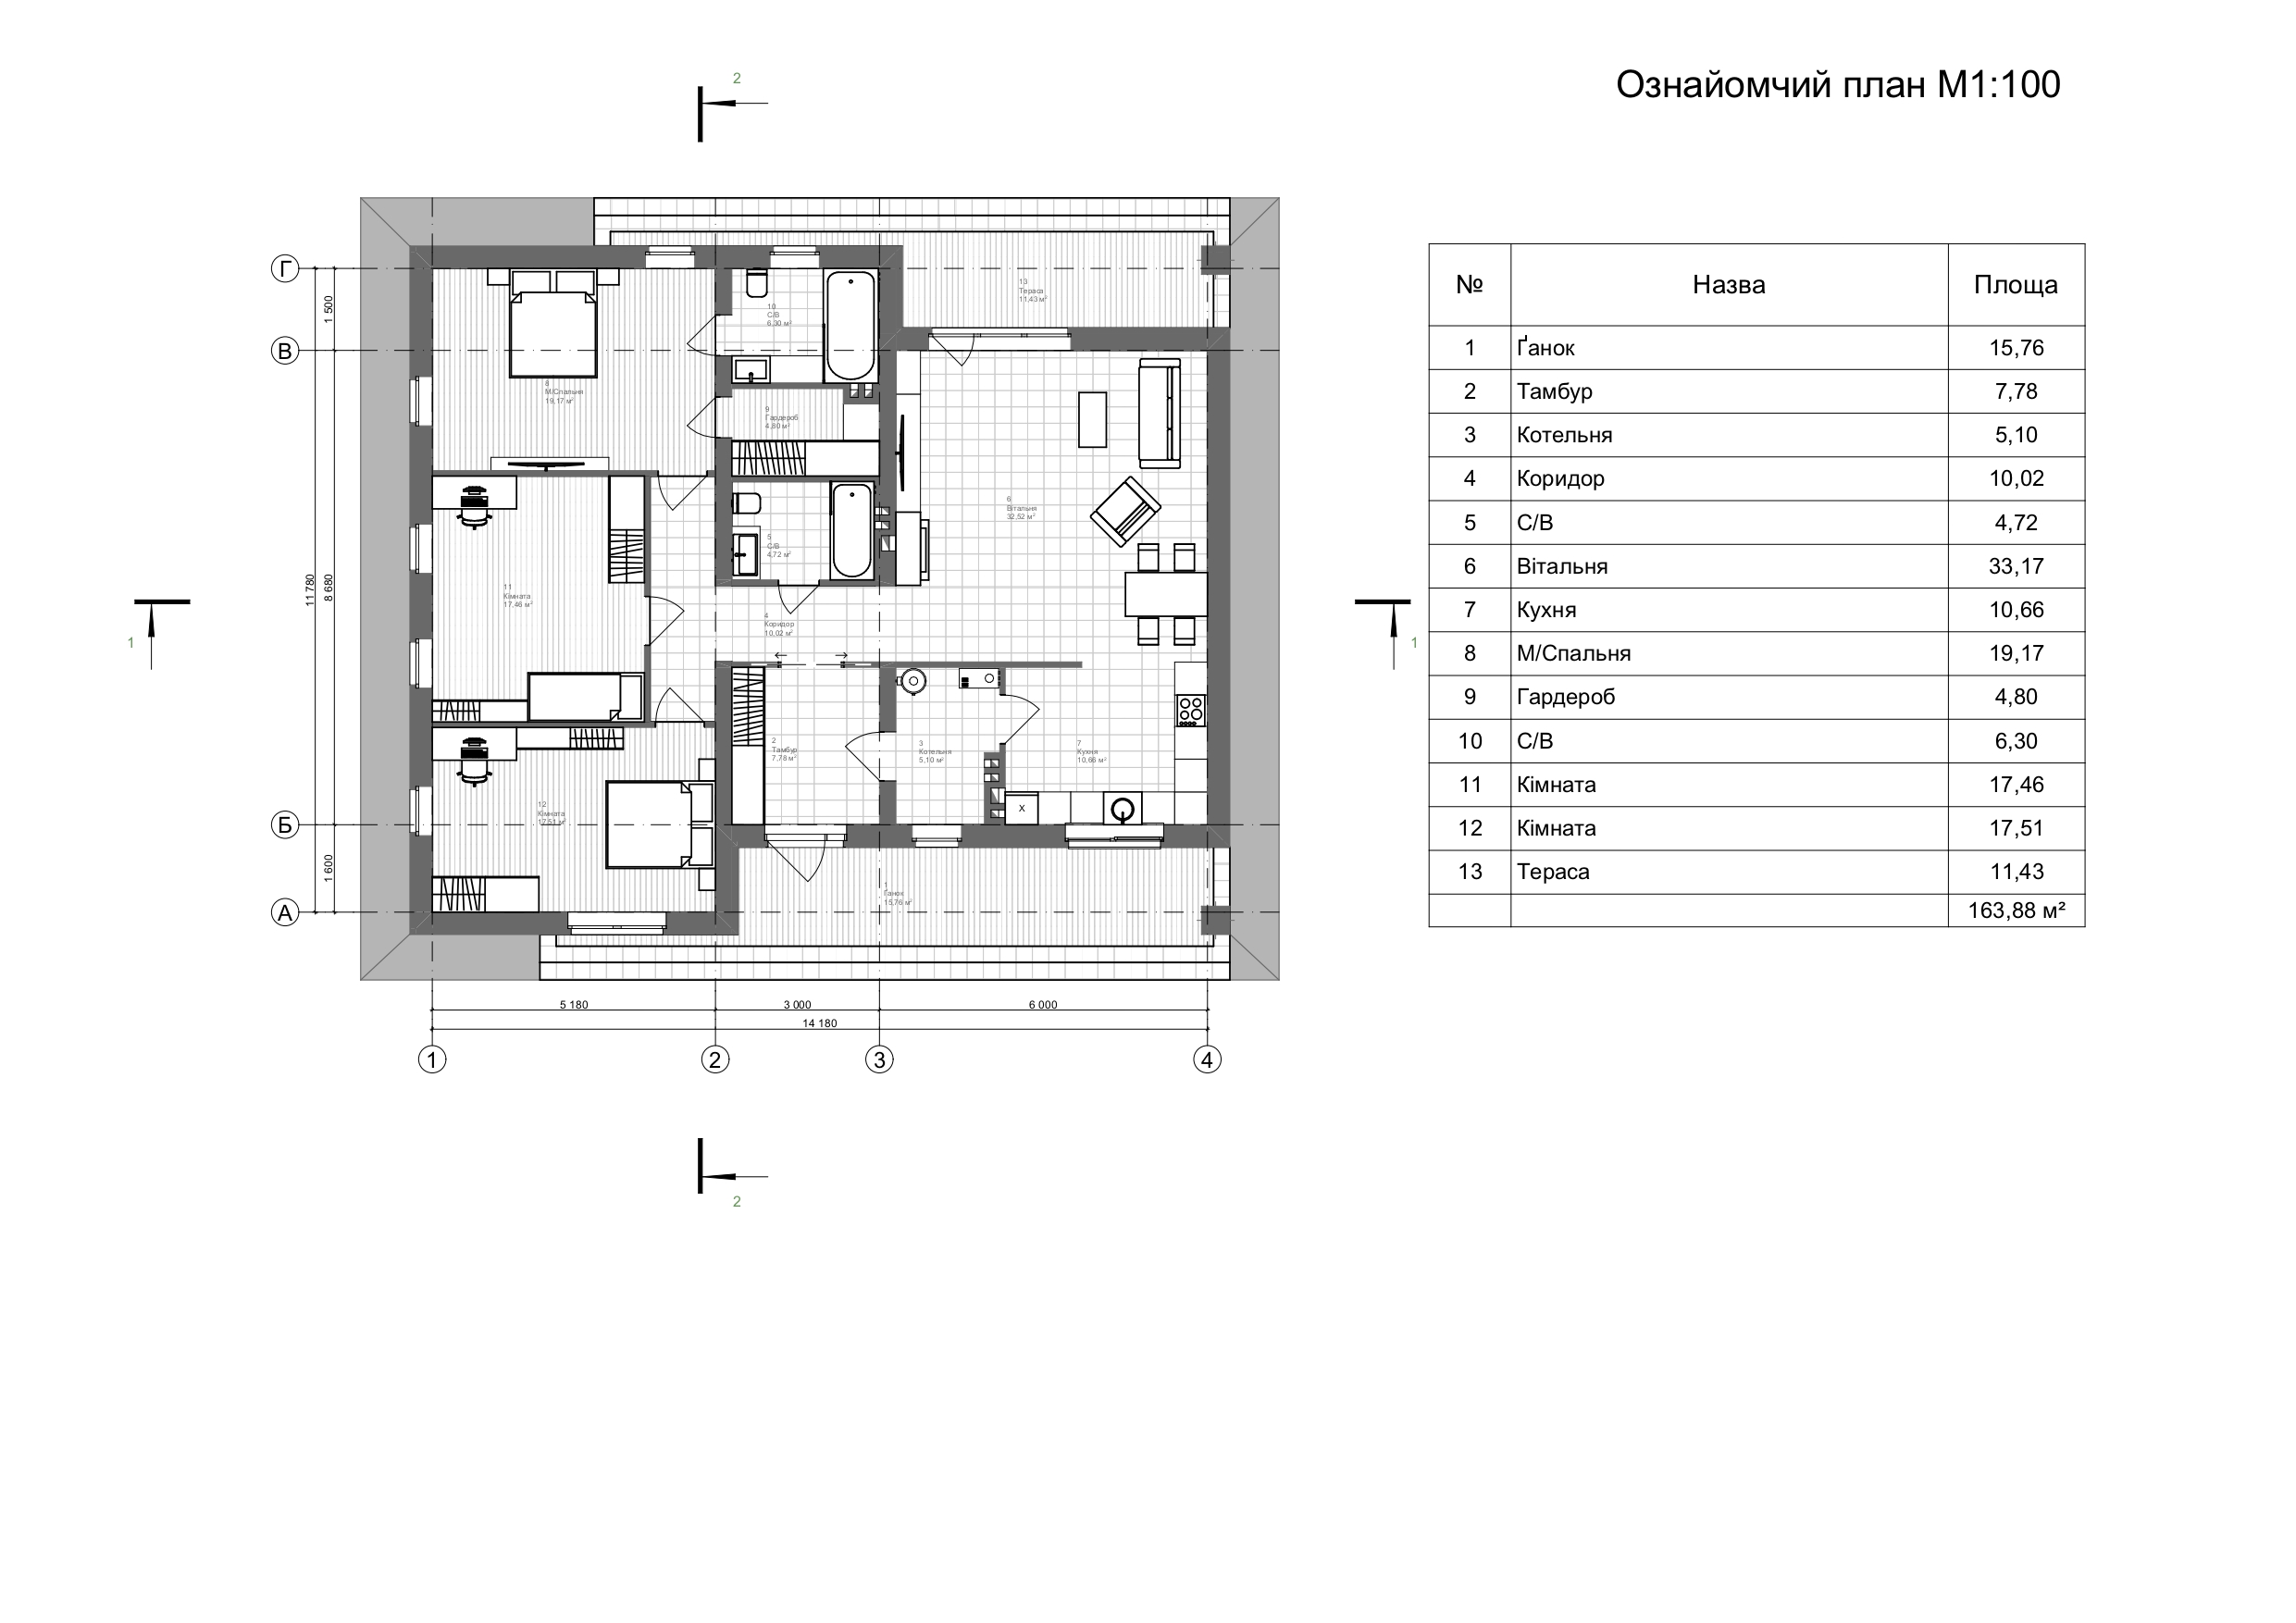 2
Ознайомчий план М1:100
Г
В
Б
А
1 500
8 680
11 780
1 600
13
Тераса
11,43 м²
10
С/В
6,30 м²
8
М/Спальня
19,17 м²
9
Гардероб
4,80 м²
6
Вітальня
32,52 м²
5
С/В
4,72 м²
11
Кімната
17,46 м²
4
Коридор
10,02 м²
1
1
2
Тамбур
7,78 м²
3
Котельня
5,10 м²
7
Кухня
10,66 м²
X
12
Кімната
17,51 м²
1
Ґанок
15,76 м²
5 180
3 000
6 000
14 180
1
2
3
4
2
№ Назва Площа
1 Ґанок 15,76
2 Тамбур 7,78
3 Котельня 5,10
4 Коридор 10,02
5 С/В 4,72
6 Вітальня 33,17
7 Кухня 10,66
8 М/Спальня 19,17
9 Гардероб 4,80
10 С/В 6,30
11 Кімната 17,46
12 Кімната 17,51
13 Тераса 11,43
163,88 м²